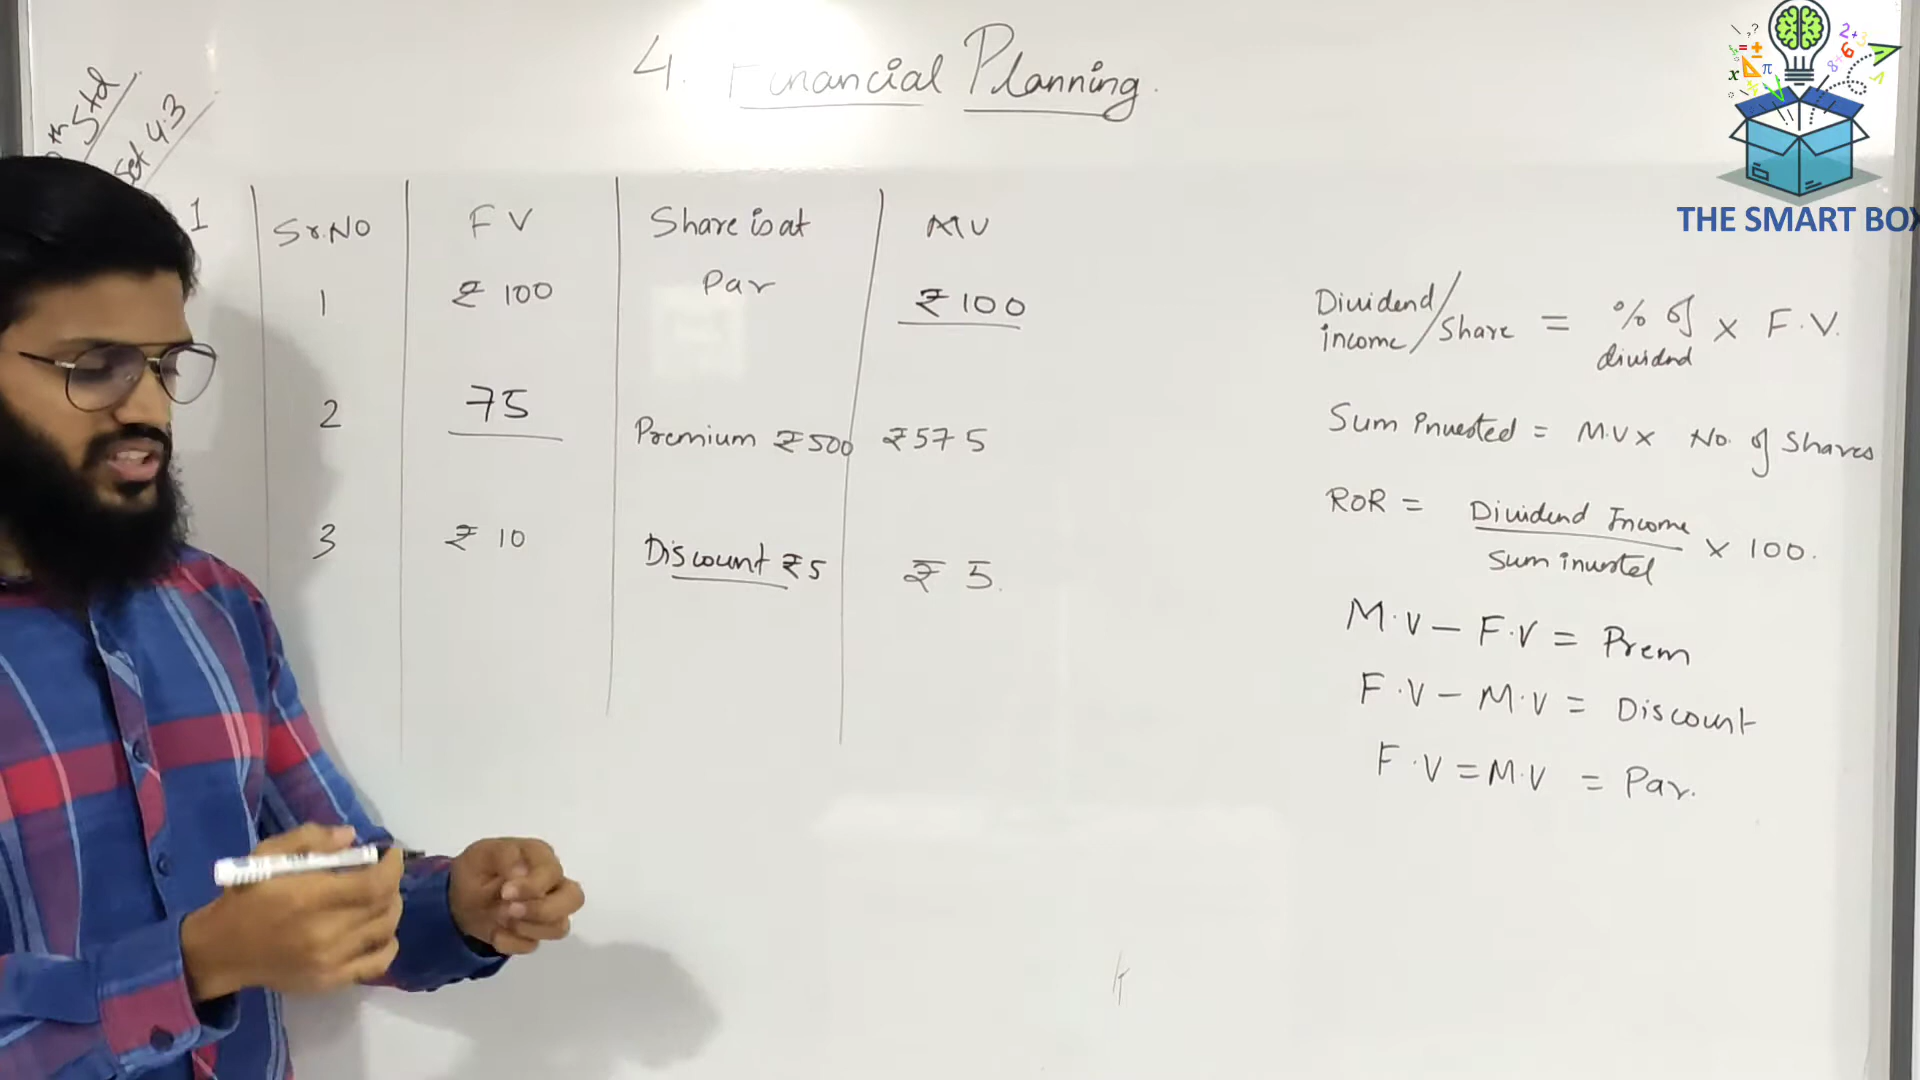 4. Financial Planning.
Std
Set 4.3
1
Sr.NO FV Share is at MV
1 ₹ 100 Par ₹ 100
2 75 Premium ₹500 ₹575
3 ₹ 10 Discount ₹5 ₹ 5.
Dividend income/Share = % of dividend × F.V.
Sum invested = M.V × No. of Shares
ROR = Dividend Income / Sum invested × 100.
M.V – F.V = Prem
F.V – M.V = Discount
F.V = M.V = Par.
THE SMART BOX